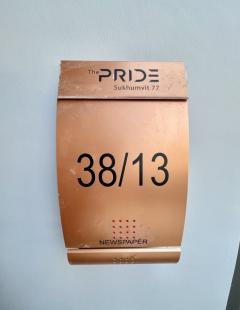 The PRIDE
Sukhumvit 77
38/13
NEWSPAPER